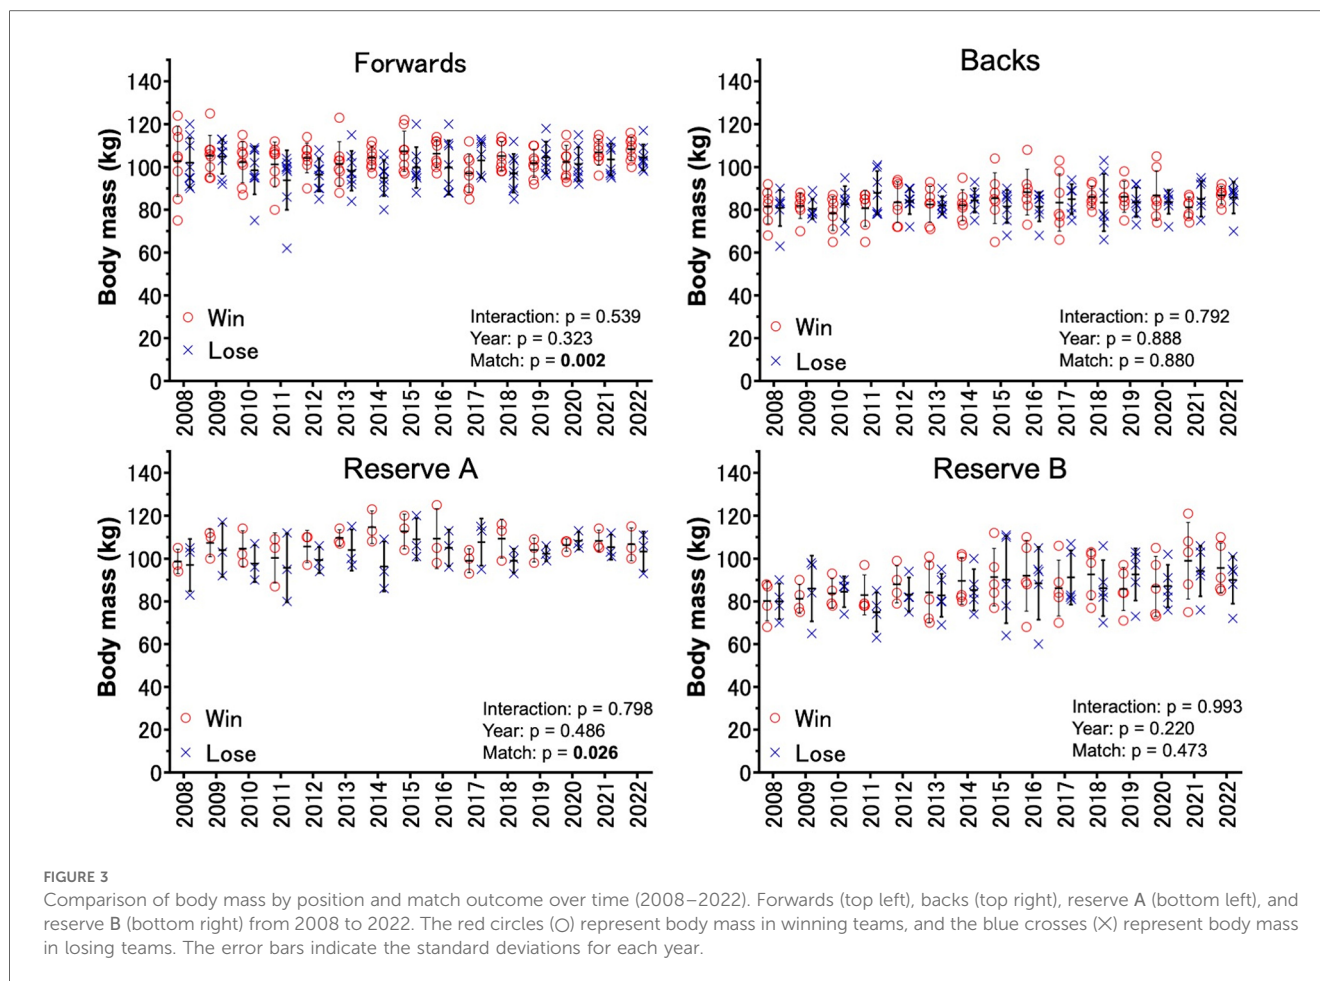 Forwards
Body mass (kg)
140
120
100
80
60
40
20
0
Win
Lose
Interaction: p = 0.539
Year: p = 0.323
Match: p = 0.002
2008 2009 2010 2011 2012 2013 2014 2015 2016 2017 2018 2019 2020 2021 2022
Backs
Body mass (kg)
140
120
100
80
60
40
20
0
Win
Lose
Interaction: p = 0.792
Year: p = 0.888
Match: p = 0.880
2008 2009 2010 2011 2012 2013 2014 2015 2016 2017 2018 2019 2020 2021 2022
Reserve A
Body mass (kg)
140
120
100
80
60
40
20
0
Win
Lose
Interaction: p = 0.798
Year: p = 0.486
Match: p = 0.026
2008 2009 2010 2011 2012 2013 2014 2015 2016 2017 2018 2019 2020 2021 2022
Reserve B
Body mass (kg)
140
120
100
80
60
40
20
0
Win
Lose
Interaction: p = 0.993
Year: p = 0.220
Match: p = 0.473
2008 2009 2010 2011 2012 2013 2014 2015 2016 2017 2018 2019 2020 2021 2022
FIGURE 3
Comparison of body mass by position and match outcome over time (2008–2022). Forwards (top left), backs (top right), reserve A (bottom left), and
reserve B (bottom right) from 2008 to 2022. The red circles (○) represent body mass in winning teams, and the blue crosses (×) represent body mass
in losing teams. The error bars indicate the standard deviations for each year.